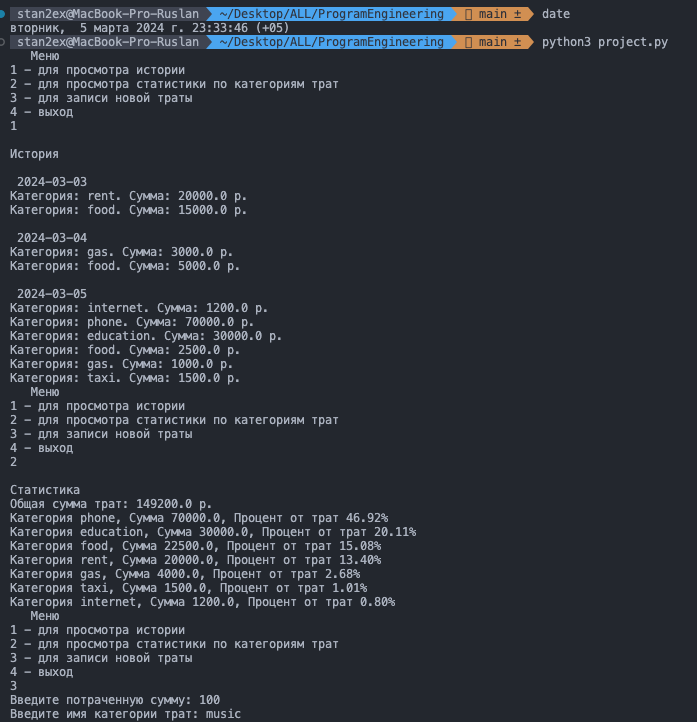 stan2ex@MacBook-Pro-Ruslan ~/Desktop/ALL/ProgramEngineering main ± date
вторник, 5 марта 2024 г. 23:33:46 (+05)
stan2ex@MacBook-Pro-Ruslan ~/Desktop/ALL/ProgramEngineering main ± python3 project.py
Меню
1 – для просмотра истории
2 – для просмотра статистики по категориям трат
3 – для записи новой траты
4 – выход
1
История
2024-03-03
Категория: rent. Сумма: 20000.0 р.
Категория: food. Сумма: 15000.0 р.
2024-03-04
Категория: gas. Сумма: 3000.0 р.
Категория: food. Сумма: 5000.0 р.
2024-03-05
Категория: internet. Сумма: 1200.0 р.
Категория: phone. Сумма: 70000.0 р.
Категория: education. Сумма: 30000.0 р.
Категория: food. Сумма: 2500.0 р.
Категория: gas. Сумма: 1000.0 р.
Категория: taxi. Сумма: 1500.0 р.
Меню
1 – для просмотра истории
2 – для просмотра статистики по категориям трат
3 – для записи новой траты
4 – выход
2
Статистика
Общая сумма трат: 149200.0 р.
Категория phone, Сумма 70000.0, Процент от трат 46.92%
Категория education, Сумма 30000.0, Процент от трат 20.11%
Категория food, Сумма 22500.0, Процент от трат 15.08%
Категория rent, Сумма 20000.0, Процент от трат 13.40%
Категория gas, Сумма 4000.0, Процент от трат 2.68%
Категория taxi, Сумма 1500.0, Процент от трат 1.01%
Категория internet, Сумма 1200.0, Процент от трат 0.80%
Меню
1 – для просмотра истории
2 – для просмотра статистики по категориям трат
3 – для записи новой траты
4 – выход
3
Введите потраченную сумму: 100
Введите имя категории трат: music